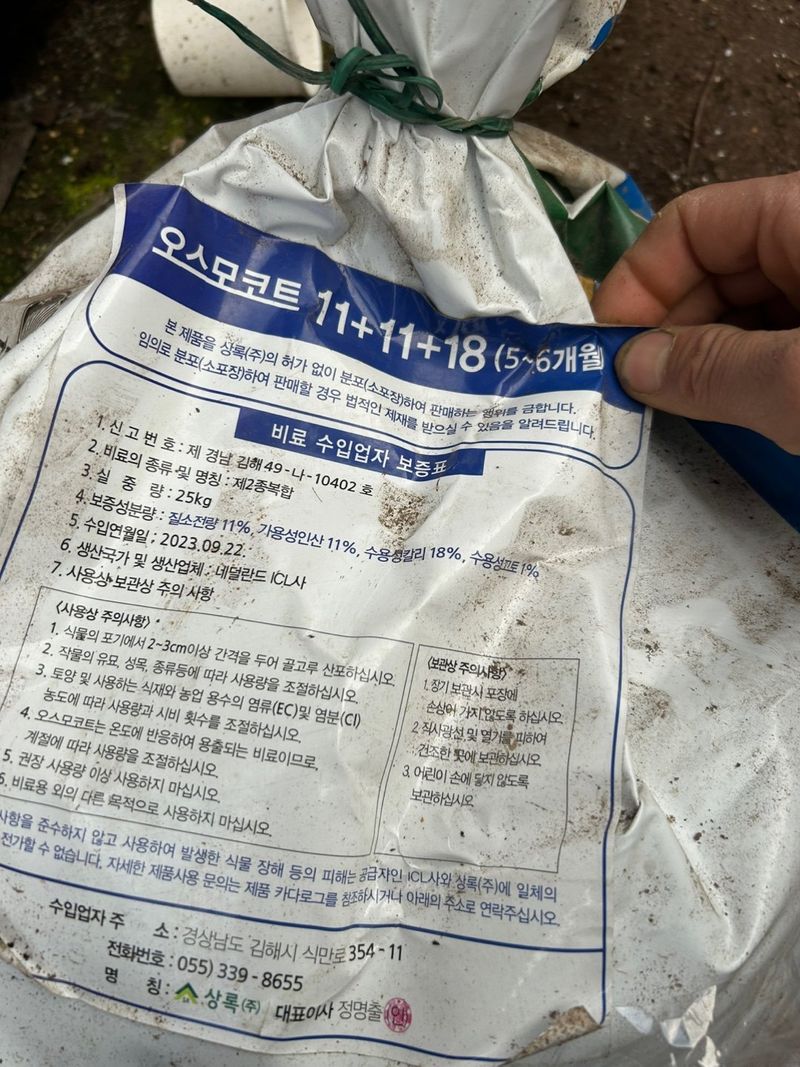 오스모코트 11+11+18 (5~6개월
본 제품을 상록(주)의 허가 없이 분포(소포장)하여 판매하는 행위를 금합니다.
임의로 분포(소포장)하여 판매할 경우 법적인 제재를 받으실 수 있음을 알려드립니다.
비료 수입업자 보증표
1. 신 고 번 호 : 제 경남 김해 49 - 나 - 10402 호
2. 비료의 종류 및 명칭 : 제2종복합
3. 실 중 량 : 25kg
4. 보증성분량 : 질소전량 11%, 가용성인산 11%, 수용성칼리 18%, 수용성고토 1%
5. 수입연월일 : 2023.09.22.
6. 생산국가 및 생산업체 : 네덜란드 ICL사
7. 사용상·보관상 주의 사항
<사용상 주의사항>
1. 식물의 포기에서 2~3cm이상 간격을 두어 골고루 산포하십시오.
2. 작물의 유묘, 성목, 종류등에 따라 사용량을 조절하십시오.
3. 토양 및 사용하는 식재와 농업 용수의 염류(EC)및 염분(Cl)
농도에 따라 사용량과 시비 횟수를 조절하십시오.
4. 오스모코트는 온도에 반응하여 용출되는 비료이므로,
계절에 따라 사용량을 조절하십시오.
5. 권장 사용량 이상 사용하지 마십시오.
6. 비료용 외의 다른 목적으로 사용하지 마십시오.
<보관상 주의사항>
1. 장기 보관시 포장에
손상이 가지 않도록 하십시오.
2. 직사광선 및 열기를 피하여
건조한 곳에 보관하십시오.
3. 어린이 손에 닿지 않도록
보관하십시오.
사항을 준수하지 않고 사용하여 발생한 식물 장해 등의 피해는 공급자인 ICL사와 상록(주)에 일체의
전가할 수 없습니다. 자세한 제품사용 문의는 제품 카다로그를 참조하시거나 아래의 주소로 연락주십시오.
수입업자 주 소 : 경상남도 김해시 식만로 354 - 11
전화번호 : 055) 339 - 8655
명 칭 : 상록(주) 대표이사 정명출 인